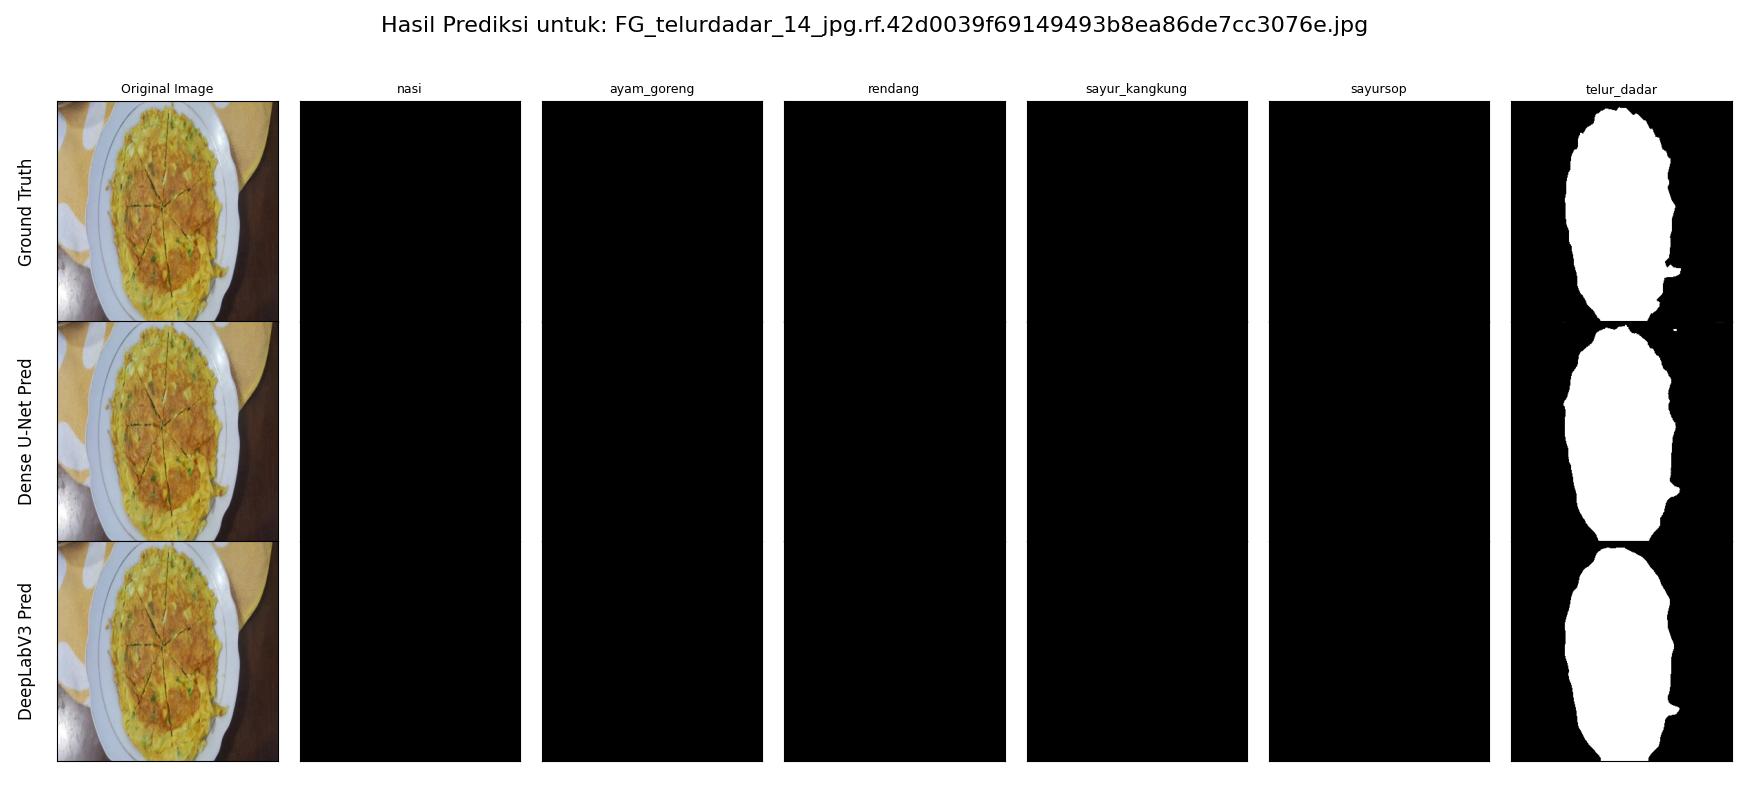 Hasil Prediksi untuk: FG_telurdadar_14_jpg.rf.42d0039f69149493b8ea86de7cc3076e.jpg
Original Image nasi ayam_goreng rendang sayur_kangkung sayursop telur_dadar
Ground Truth
Dense U-Net Pred
DeepLabV3 Pred